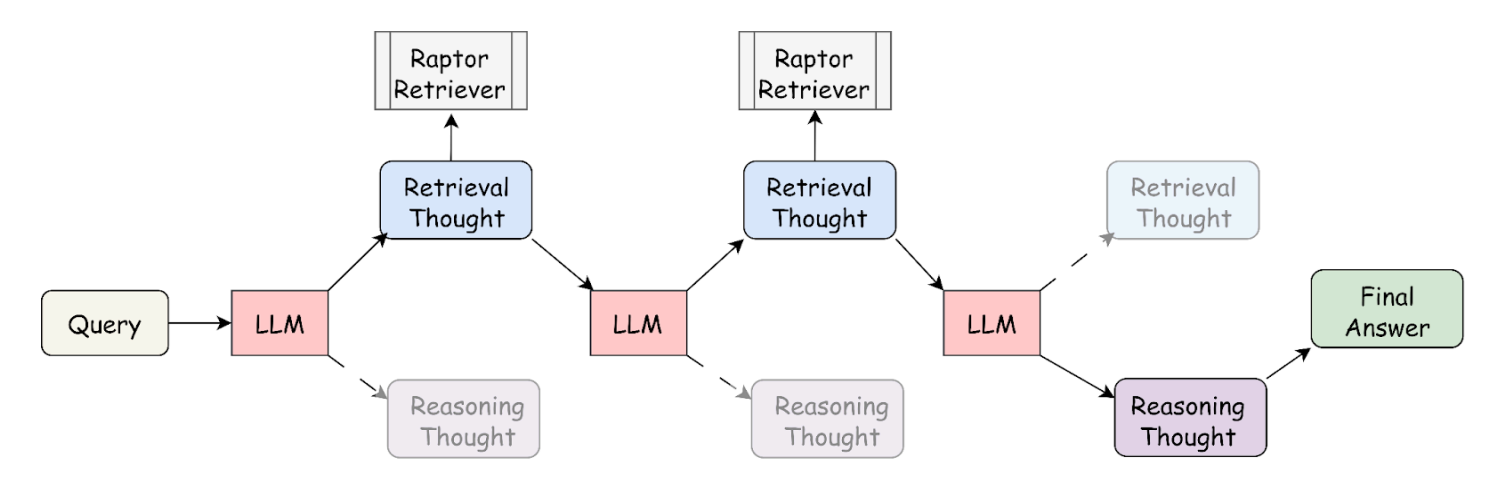 Raptor
Retriever
Raptor
Retriever
Retrieval
Thought
Retrieval
Thought
Retrieval
Thought
Query
LLM
LLM
LLM
Final
Answer
Reasoning
Thought
Reasoning
Thought
Reasoning
Thought